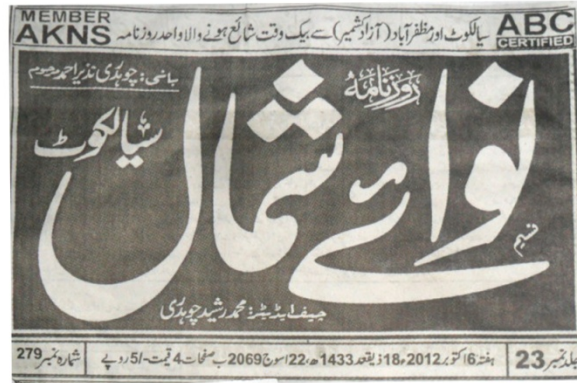 MEMBER AKNS
سیالکوٹ اور مظفر آباد (آزاد کشمیر) سے بیک وقت شائع ہونے والا واحد روزنامہ
ABC CERTIFIED
بانی: چوہدری نذیر احمد مرحوم
روزنامہ
نوائے شمال
سیالکوٹ
چیف ایڈیٹر: محمد رشید چوہدری
جلد نمبر 23 ہفتہ 6 اکتوبر 2012ء 18 ذیقعد 1433ھ، 22 اسوج 2069 ب صفحات 4 قیمت -/5 روپے شمارہ نمبر 279